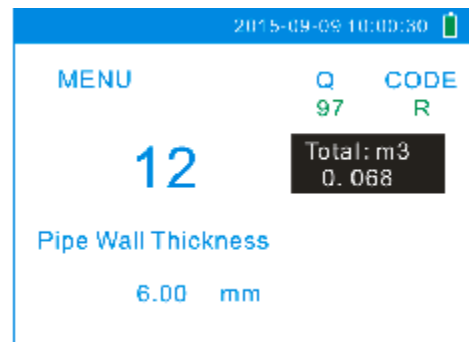 2015-09-09 10:00:30
MENU Q CODE
97 R
12
Total: m3
0.068
Pipe Wall Thickness
6.00 mm